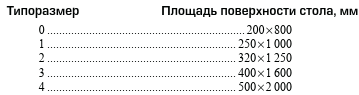 Типоразмер Площадь поверхности стола, мм
0 ........................................................ 200×800
1 ...................................................... 250×1 000
2 ...................................................... 320×1 250
3 ...................................................... 400×1 600
4 ...................................................... 500×2 000